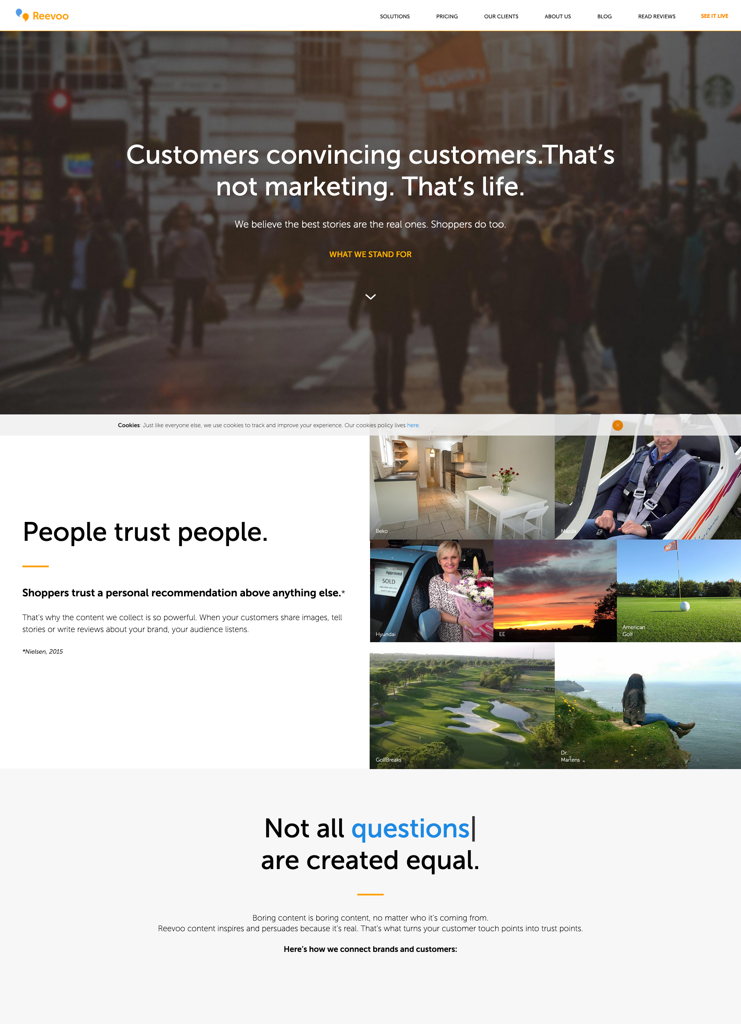 Reevoo
SOLUTIONS
PRICING
OUR CLIENTS
ABOUT US
BLOG
READ REVIEWS
SEE IT LIVE
Customers convincing customers.That's
not marketing. That's life.
We believe the best stories are the real ones. Shoppers do too.
WHAT WE STAND FOR
Cookies: Just like everyone else, we use cookies to track and improve your experience. Our cookies policy lives here
People trust people.
Shoppers trust a personal recommendation above anything else.*
That's why the content we collect is so powerful. When your customers share images, tell
stories or write reviews about your brand, your audience listens.
*Nielsen, 2015
Beko
Approved
SOLD
Hyundai
EE
American
Golf
GolfBreaks
Dr.
Martens
Not all questions|
are created equal.
Boring content is boring content, no matter who it's coming from.
Reevoo content inspires and persuades because it's real. That's what turns your customer touch points into trust points.
Here's how we connect brands and customers: